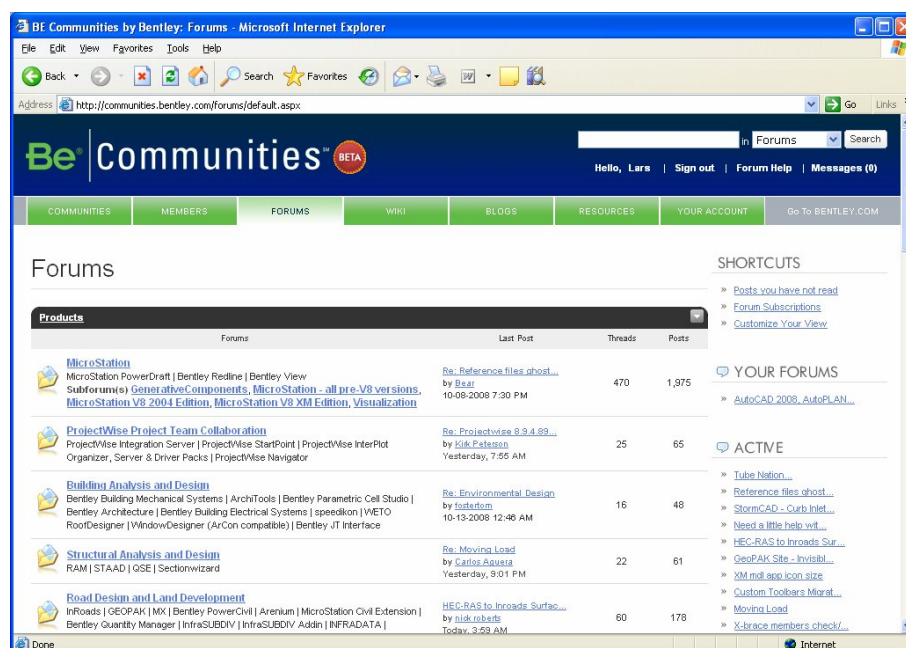 BE Communities by Bentley: Forums - Microsoft Internet Explorer
File Edit View Favorites Tools Help
Back Search Favorites
Address http://communities.bentley.com/forums/default.aspx Go Links
Be Communities SM BETA
in Forums Search
Hello, Lars | Sign out | Forum Help | Messages (0)
COMMUNITIES MEMBERS FORUMS WIKI BLOGS RESOURCES YOUR ACCOUNT Go To BENTLEY.COM
Forums
Products
Forums Last Post Threads Posts
MicroStation
MicroStation PowerDraft | Bentley Redline | Bentley View
Subforum(s) GenerativeComponents, MicroStation - all pre-V8 versions,
MicroStation V8 2004 Edition, MicroStation V8 XM Edition, Visualization
Re: Reference files ghost...
by Bear
10-08-2008 7:30 PM
470 1,975
ProjectWise Project Team Collaboration
ProjectWise Integration Server | ProjectWise StartPoint | ProjectWise InterPlot
Organizer, Server & Driver Packs | ProjectWise Navigator
Re: Projectwise 8.9.4.89...
by Kirk Peterson
Yesterday, 7:55 AM
25 65
Building Analysis and Design
Bentley Building Mechanical Systems | ArchiTools | Bentley Parametric Cell Studio |
Bentley Architecture | Bentley Building Electrical Systems | speedikon | WETO
RoofDesigner | WindowDesigner (ArCon compatible) | Bentley JT Interface
Re: Environmental Design
by fostertom
10-13-2008 12:46 AM
16 48
Structural Analysis and Design
RAM | STAAD | QSE | Sectionwizard
Re: Moving Load
by Carlos Aguera
Yesterday, 9:01 PM
22 61
Road Design and Land Development
InRoads | GEOPAK | MX | Bentley PowerCivil | Arenium | MicroStation Civil Extension |
Bentley Quantity Manager | InfraSUBDIV | InfraSUBDIV Addin | INFRADATA |
HEC-RAS to Inroads Surfac...
by nick roberts
Today, 3:59 AM
60 178
SHORTCUTS
» Posts you have not read
» Forum Subscriptions
» Customize Your View
YOUR FORUMS
» AutoCAD 2008, AutoPLAN...
ACTIVE
» Tube Nation...
» Reference files ghost...
» StormCAD - Curb Inlet...
» Need a little help wit...
» HEC-RAS to Inroads Sur...
» GeoPAK Site - Invisibl...
» XM mdl app icon size
» Custom Toolbars Migrat...
» Moving Load
» X-brace members check/...
Done Internet